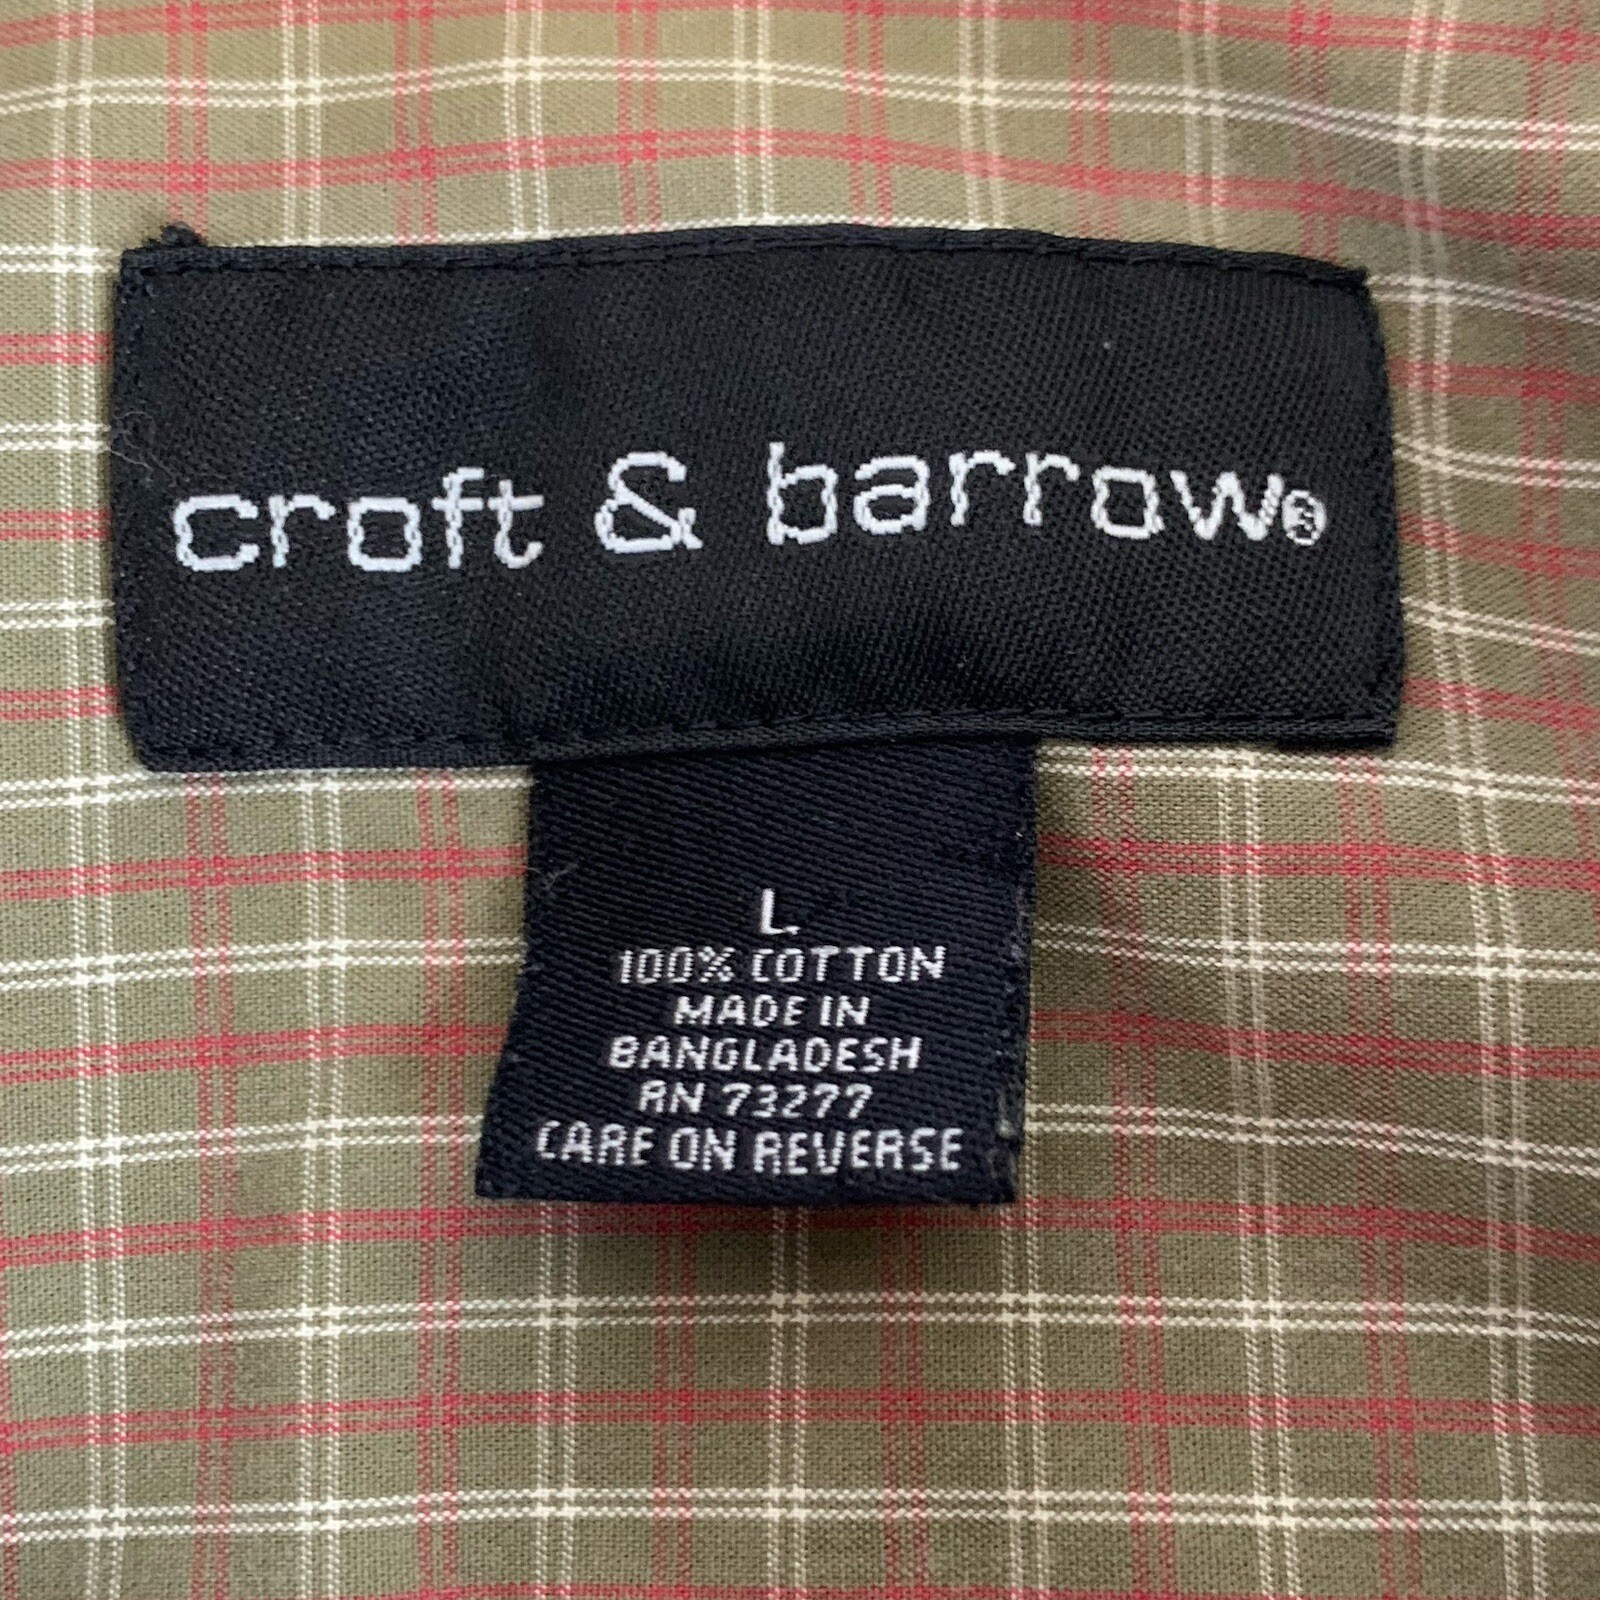 croft & barrow®
L
100% COTTON
MADE IN
BANGLADESH
RN 73277
CARE ON REVERSE